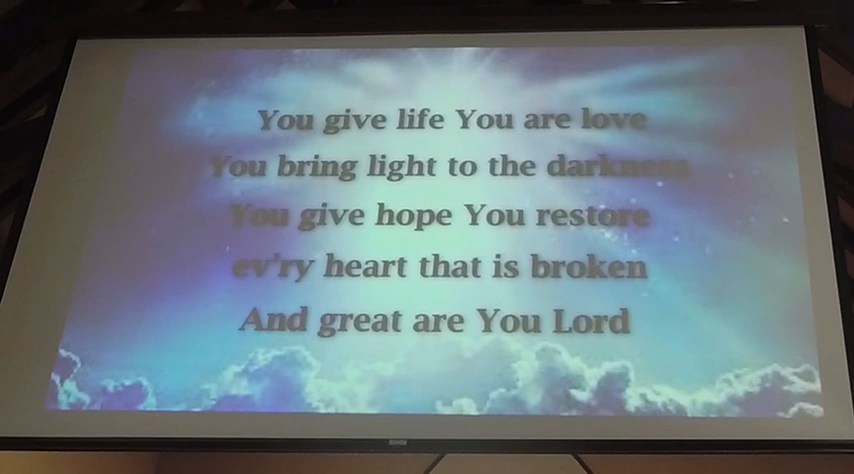 You give life You are love
You bring light to the darkness
You give hope You restore
ev'ry heart that is broken
And great are You Lord